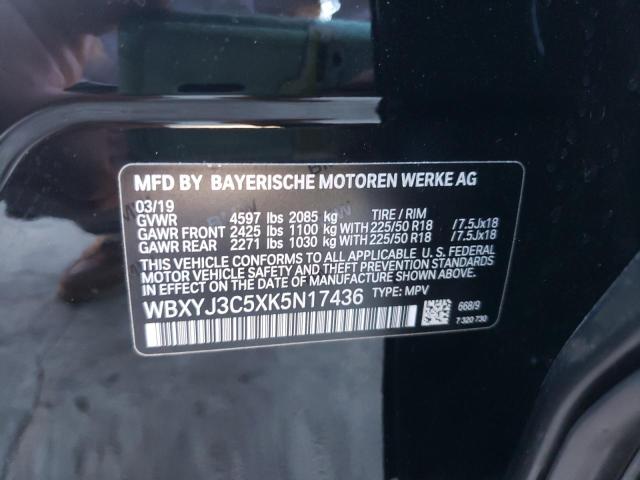 MFD BY BAYERISCHE MOTOREN WERKE AG
03/19
GVWR 4597 lbs 2085 kg TIRE / RIM
GAWR FRONT 2425 lbs 1100 kg WITH 225/50 R18 /7.5Jx18
GAWR REAR 2271 lbs 1030 kg WITH 225/50 R18 /7.5Jx18
THIS VEHICLE CONFORMS TO ALL APPLICABLE U.S. FEDERAL
MOTOR VEHICLE SAFETY, BUMPER, AND THEFT PREVENTION
STANDARDS IN EFFECT ON THE DATE OF MANUFACTURE SHOWN ABOVE.
WBXYJ3C5XK5N17436 TYPE: MPV
668/9
7 320 730